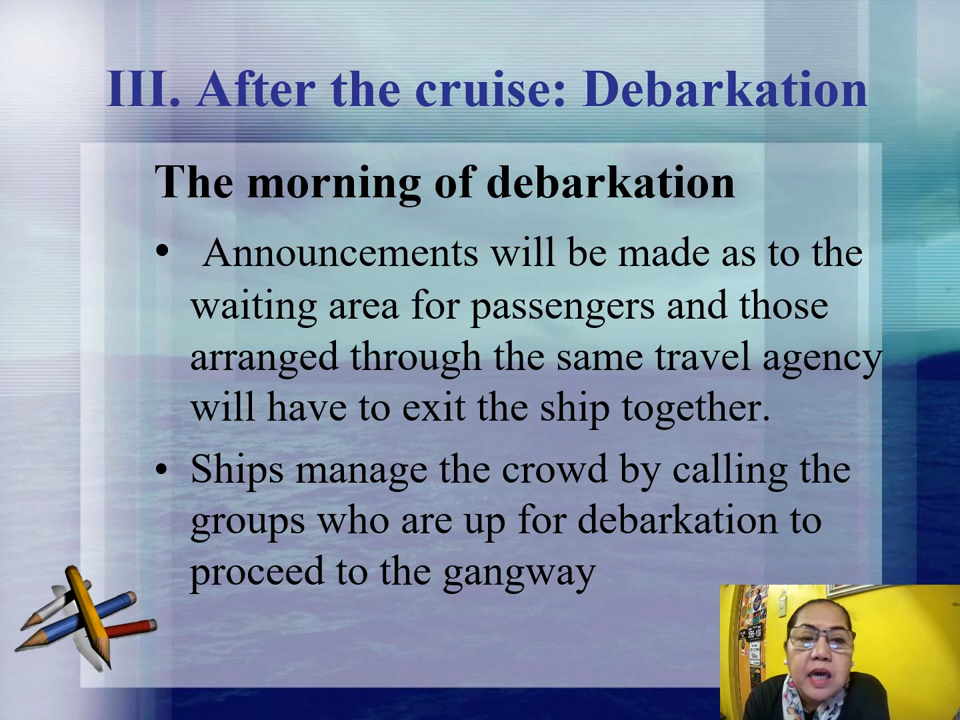 III. After the cruise: Debarkation
The morning of debarkation
• Announcements will be made as to the
waiting area for passengers and those
arranged through the same travel agency
will have to exit the ship together.
• Ships manage the crowd by calling the
groups who are up for debarkation to
proceed to the gangway